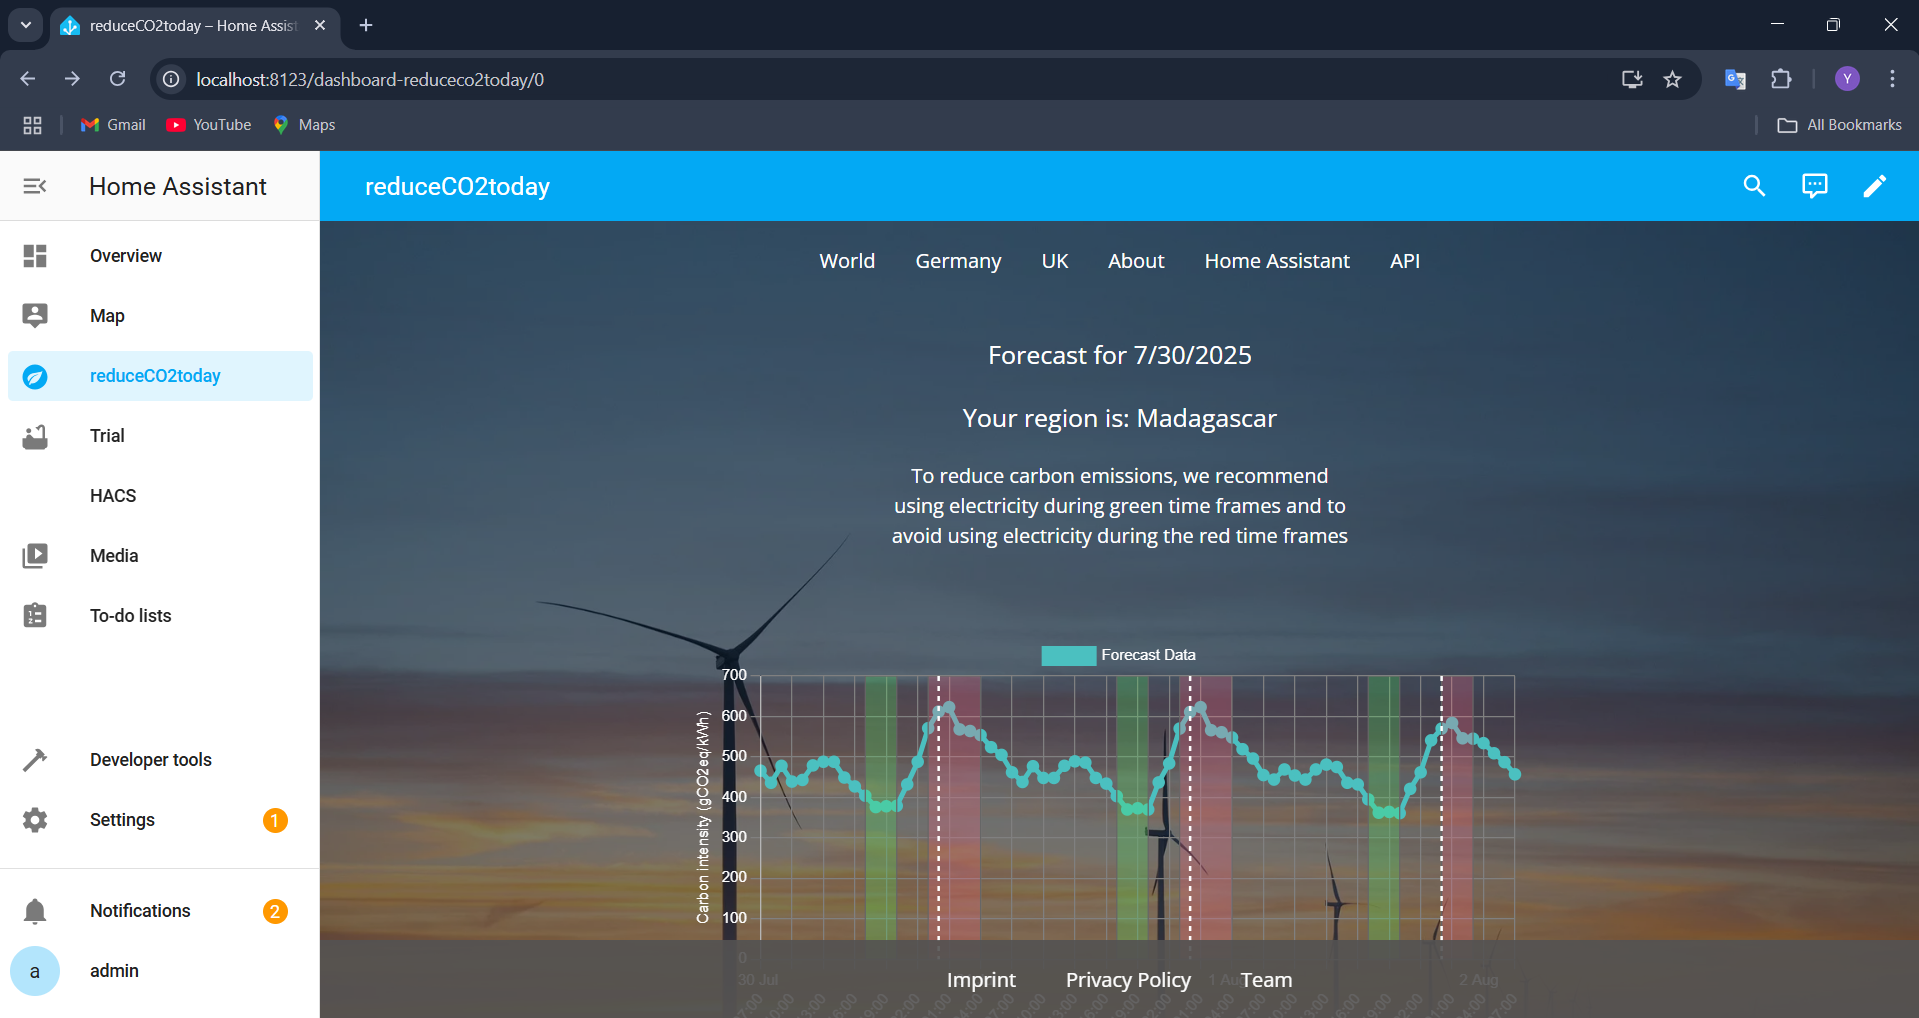 reduceCO2today – Home Assist
localhost:8123/dashboard-reduceco2today/0
Y
Gmail
YouTube
Maps
All Bookmarks
Home Assistant
reduceCO2today
Overview
Map
reduceCO2today
Trial
HACS
Media
To-do lists
Developer tools
Settings
1
Notifications
2
a
admin
World
Germany
UK
About
Home Assistant
API
Forecast for 7/30/2025
Your region is: Madagascar
To reduce carbon emissions, we recommend
using electricity during green time frames and to
avoid using electricity during the red time frames
Forecast Data
Carbon intensity (gCO2eq/kWh)
700
600
500
400
300
200
100
0
30 Jul
1 Aug
2 Aug
Imprint
Privacy Policy
Team